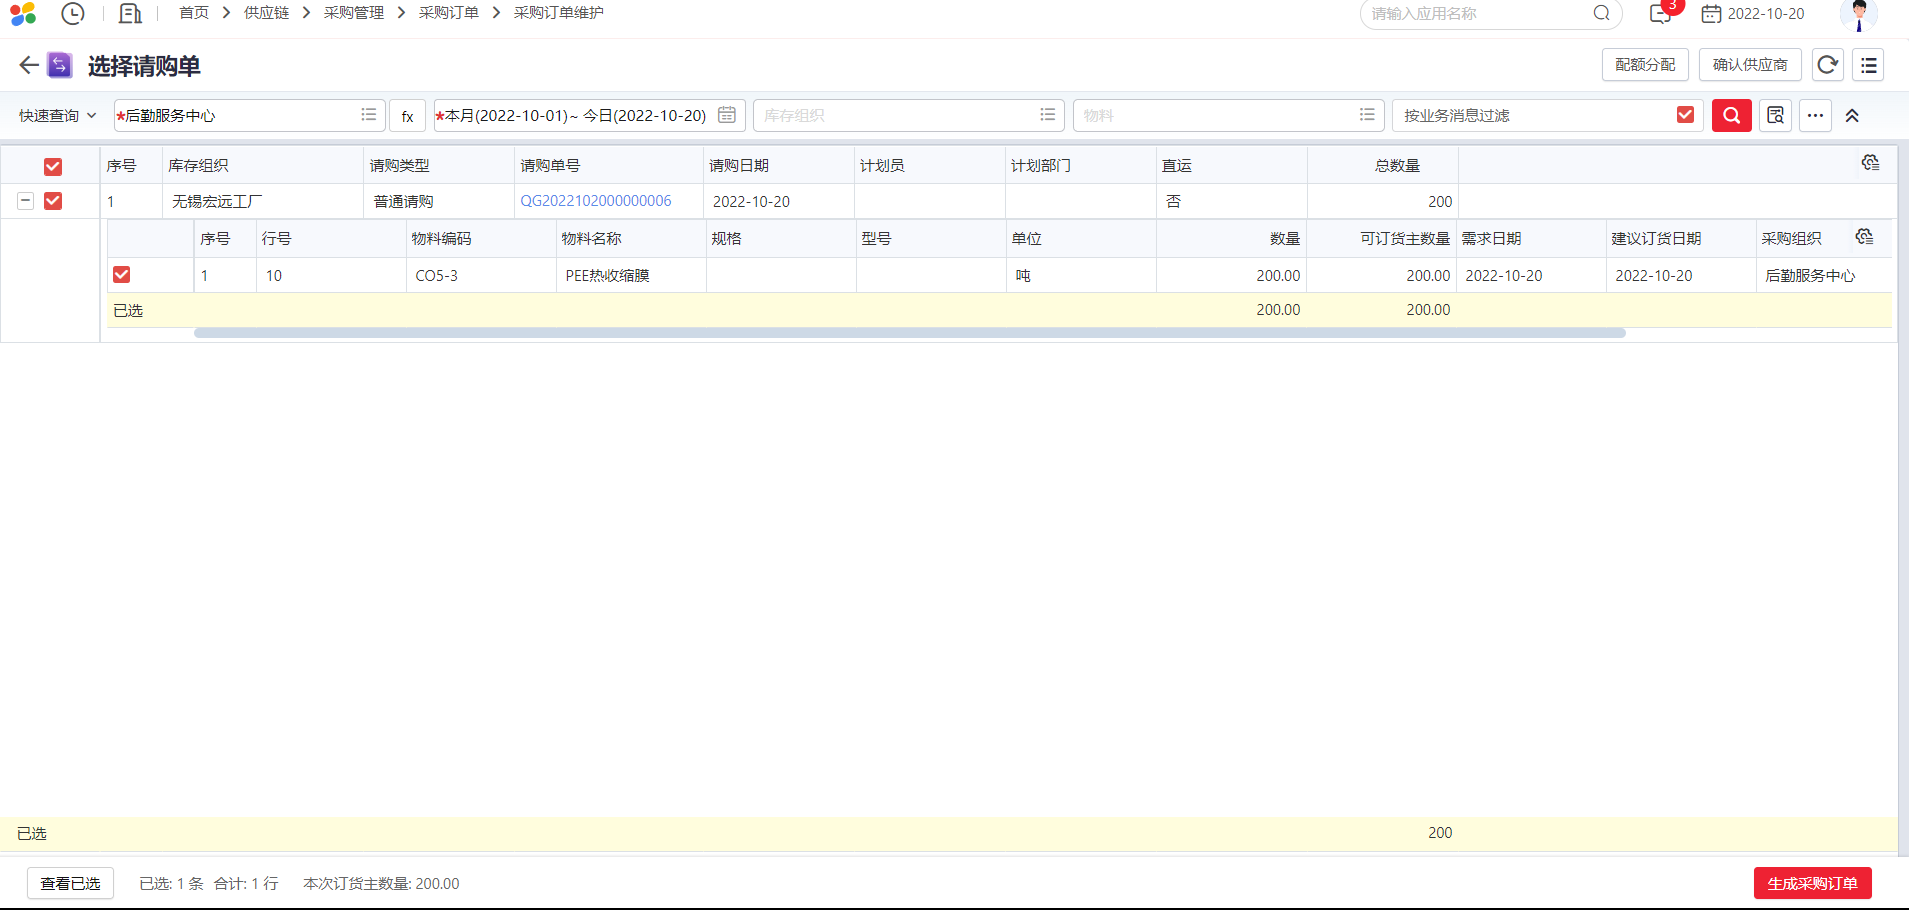 首页 供应链 采购管理 采购订单 采购订单维护 请输入应用名称 3 2022-10-20
选择请购单 配额分配 确认供应商
快速查询 *后勤服务中心 fx *本月(2022-10-01)~ 今日(2022-10-20) 库存组织 物料 按业务消息过滤
序号 库存组织 请购类型 请购单号 请购日期 计划员 计划部门 直运 总数量
1 无锡宏远工厂 普通请购 QG2022102000000006 2022-10-20 否 200
序号 行号 物料编码 物料名称 规格 型号 单位 数量 可订货主数量 需求日期 建议订货日期 采购组织
1 10 CO5-3 PEE热收缩膜 吨 200.00 200.00 2022-10-20 2022-10-20 后勤服务中心
已选 200.00 200.00
已选 200
查看已选 已选: 1 条 合计: 1 行 本次订货主数量: 200.00 生成采购订单